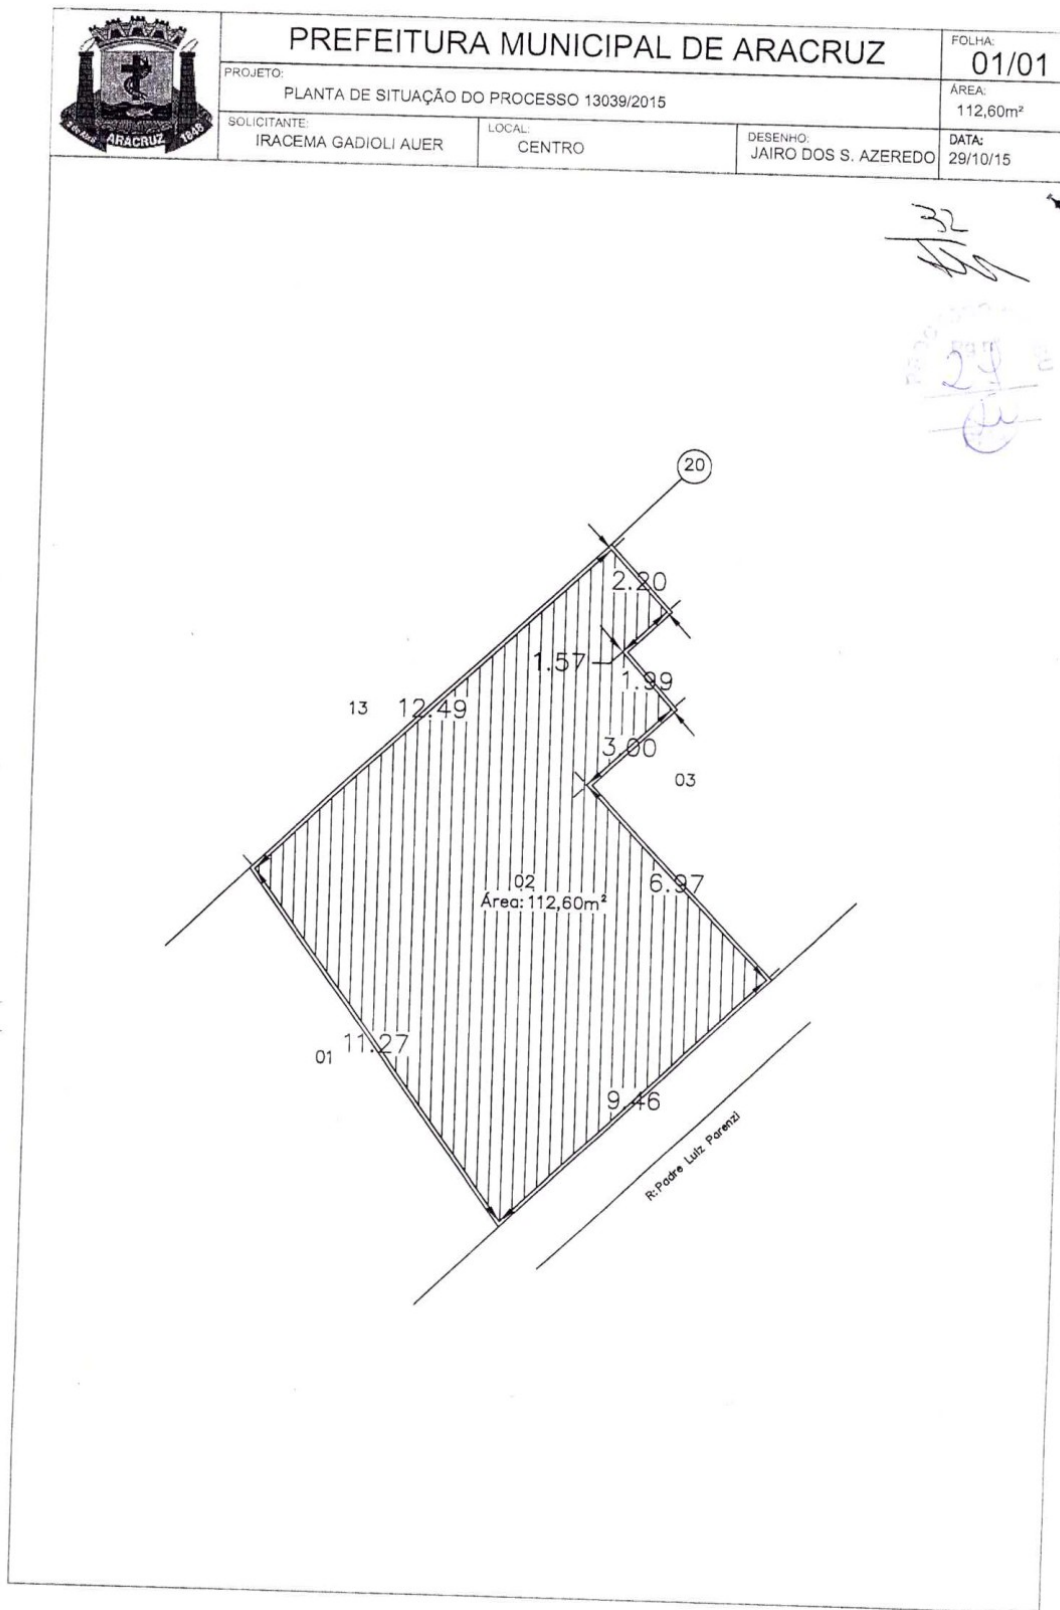 PREFEITURA MUNICIPAL DE ARACRUZ
FOLHA:
01/01
PROJETO:
PLANTA DE SITUAÇÃO DO PROCESSO 13039/2015
ÁREA:
112,60m²
SOLICITANTE:
IRACEMA GADIOLI AUER
LOCAL:
CENTRO
DESENHO:
JAIRO DOS S. AZEREDO
DATA:
29/10/15
ARACRUZ
1848
32
20
2.20
1.57
1.99
13
12.49
3.00
03
02
Área: 112,60m²
6.97
01
11.27
9.46
R: Padre Luiz Parenzi